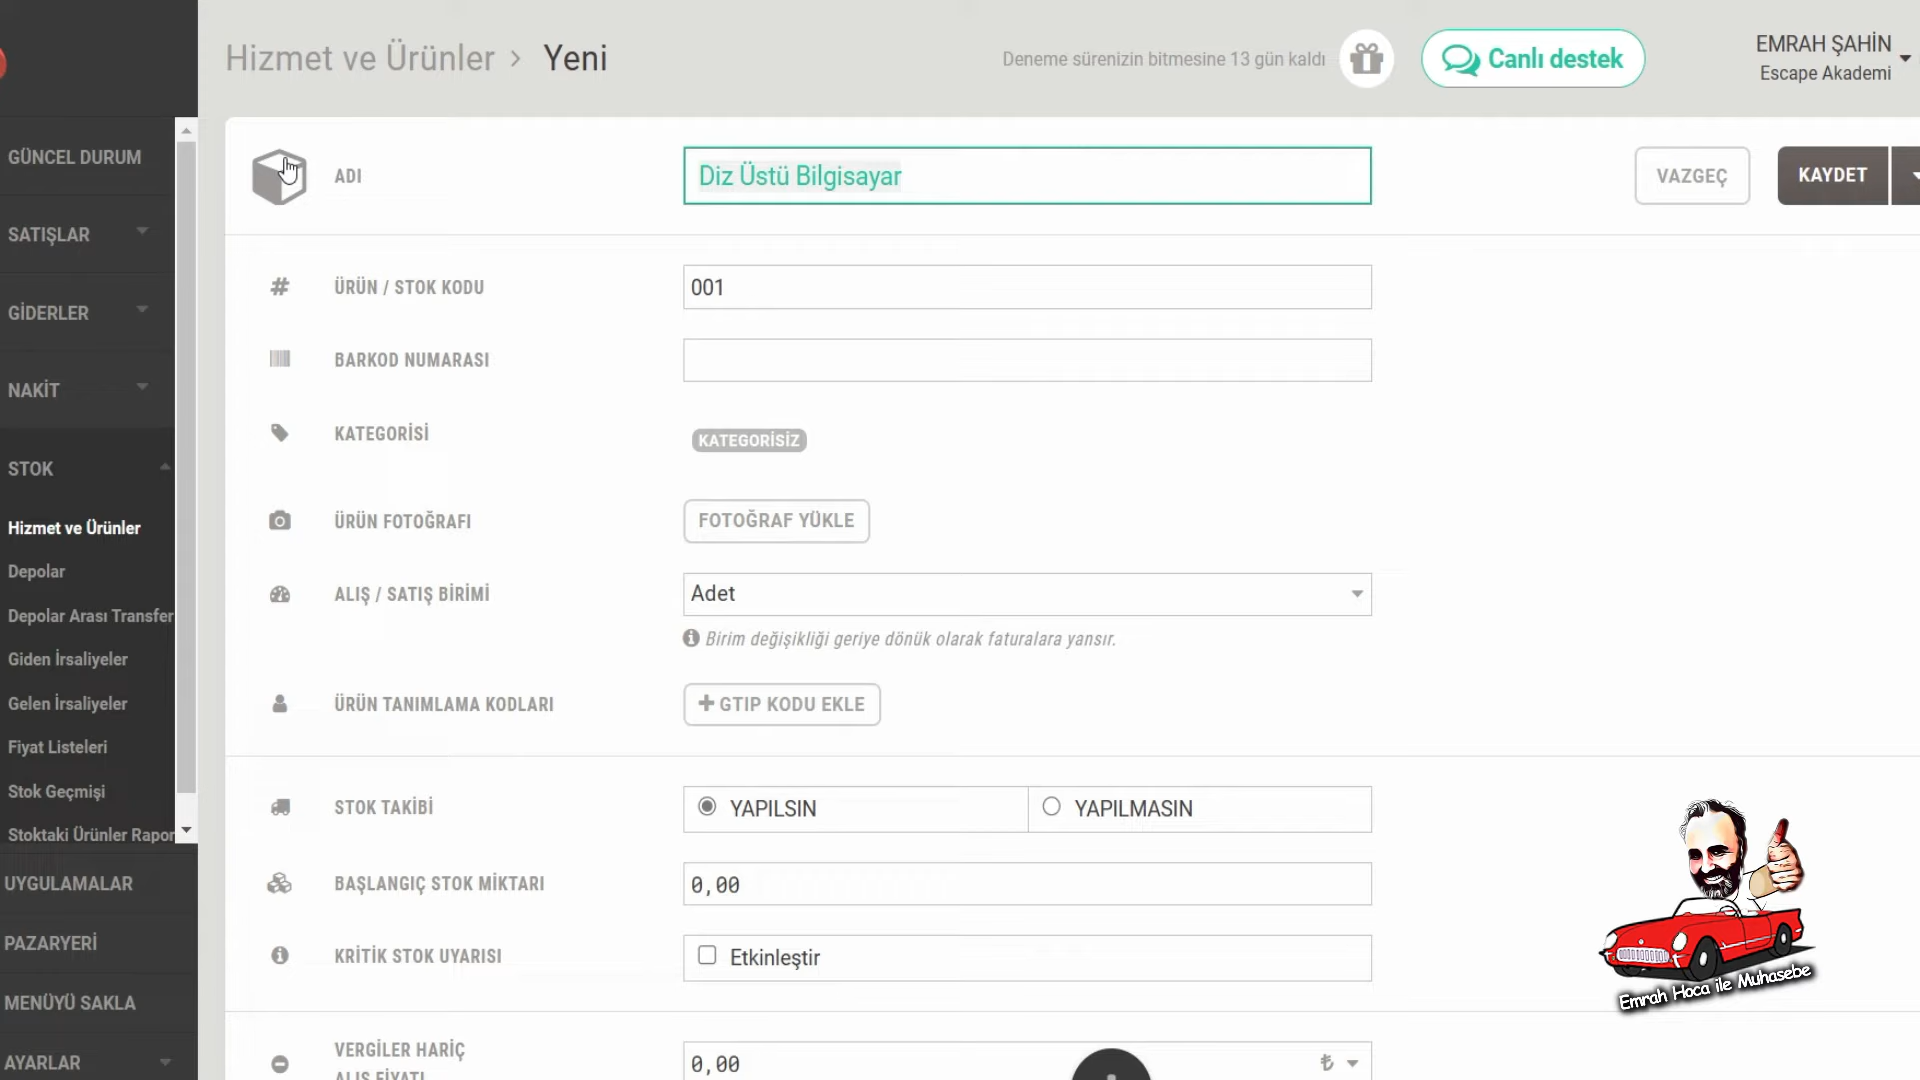 Hizmet ve Ürünler > Yeni
Deneme sürenizin bitmesine 13 gün kaldı
Canlı destek
EMRAH ŞAHİN
Escape Akademi
GÜNCEL DURUM
SATIŞLAR
GİDERLER
NAKİT
STOK
Hizmet ve Ürünler
Depolar
Depolar Arası Transfer
Giden İrsaliyeler
Gelen İrsaliyeler
Fiyat Listeleri
Stok Geçmişi
Stoktaki Ürünler Rapor
UYGULAMALAR
PAZARYERİ
MENÜYÜ SAKLA
AYARLAR
ADI
Diz Üstü Bilgisayar
VAZGEÇ
KAYDET
ÜRÜN / STOK KODU
001
BARKOD NUMARASI
KATEGORİSİ
KATEGORİSİZ
ÜRÜN FOTOĞRAFI
FOTOĞRAF YÜKLE
ALIŞ / SATIŞ BİRİMİ
Adet
Birim değişikliği geriye dönük olarak faturalara yansır.
ÜRÜN TANIMLAMA KODLARI
GTIP KODU EKLE
STOK TAKİBİ
YAPILSIN
YAPILMASIN
BAŞLANGIÇ STOK MİKTARI
0,00
KRİTİK STOK UYARISI
Etkinleştir
VERGİLER HARİÇ
ALIŞ FİYATI
0,00
₺
Emrah Hoca ile Muhasebe